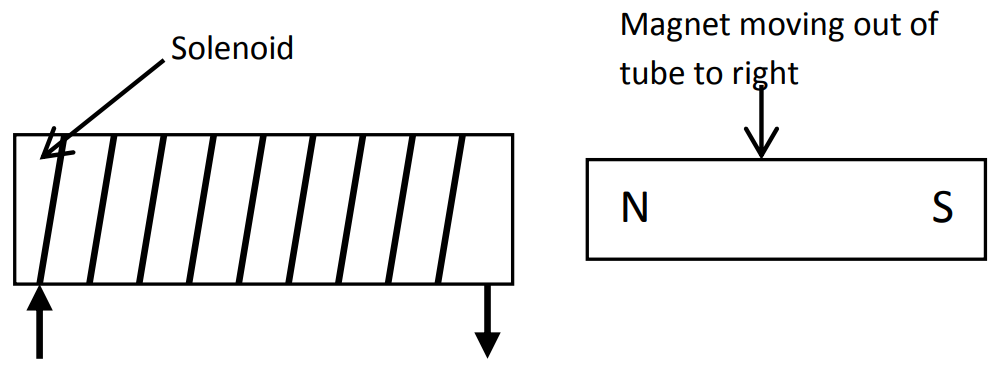 Solenoid
Magnet moving out of
tube to right
N
S